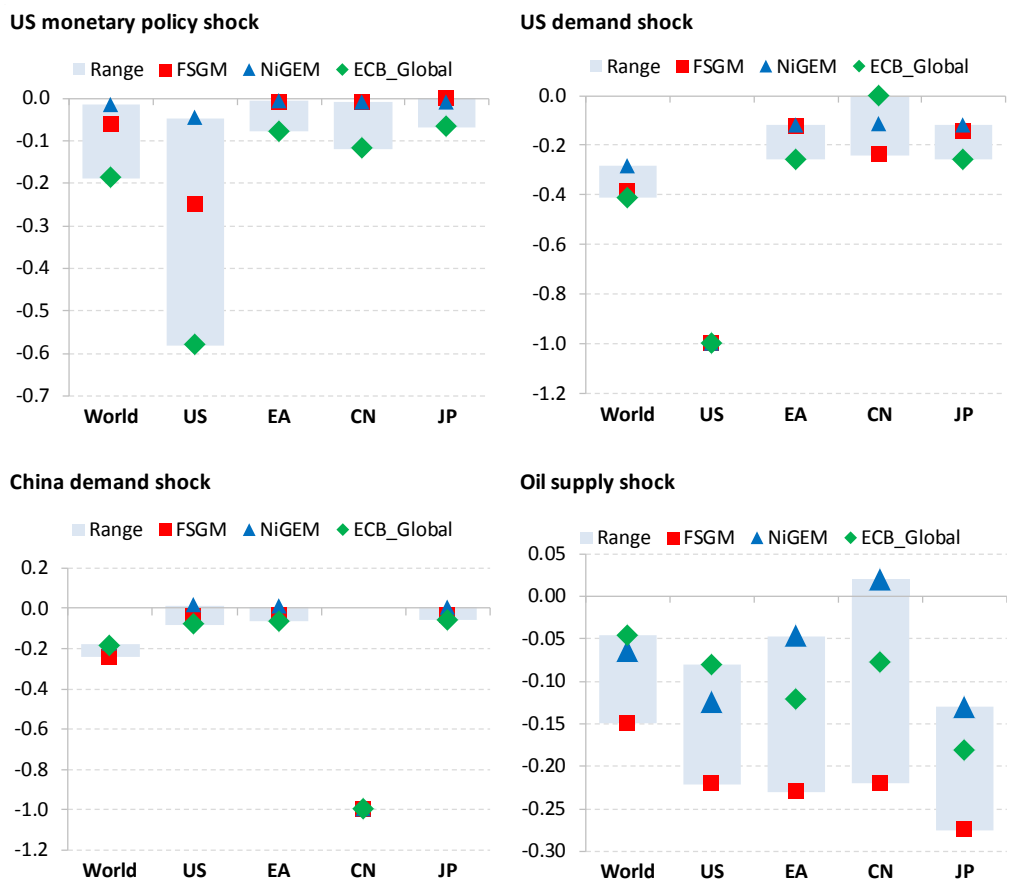 US monetary policy shock
Range FSGM NiGEM ECB_Global
0.0
-0.1
-0.2
-0.3
-0.4
-0.5
-0.6
-0.7
World US EA CN JP
US demand shock
Range FSGM NiGEM ECB_Global
0.0
-0.2
-0.4
-0.6
-0.8
-1.0
-1.2
World US EA CN JP
China demand shock
Range FSGM NiGEM ECB_Global
0.2
0.0
-0.2
-0.4
-0.6
-0.8
-1.0
-1.2
World US EA CN JP
Oil supply shock
Range FSGM NiGEM ECB_Global
0.05
0.00
-0.05
-0.10
-0.15
-0.20
-0.25
-0.30
World US EA CN JP